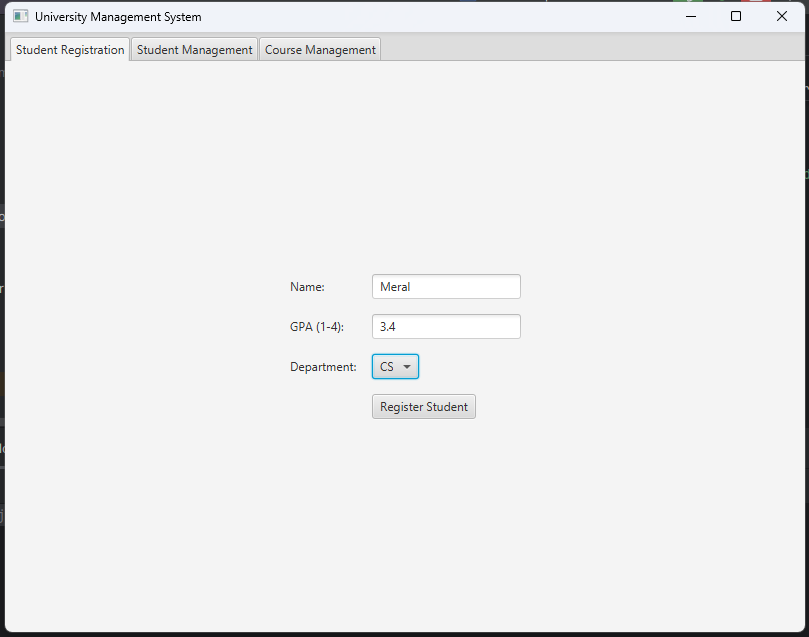 University Management System
Student Registration Student Management Course Management
Name: Meral
GPA (1-4): 3.4
Department: CS
Register Student